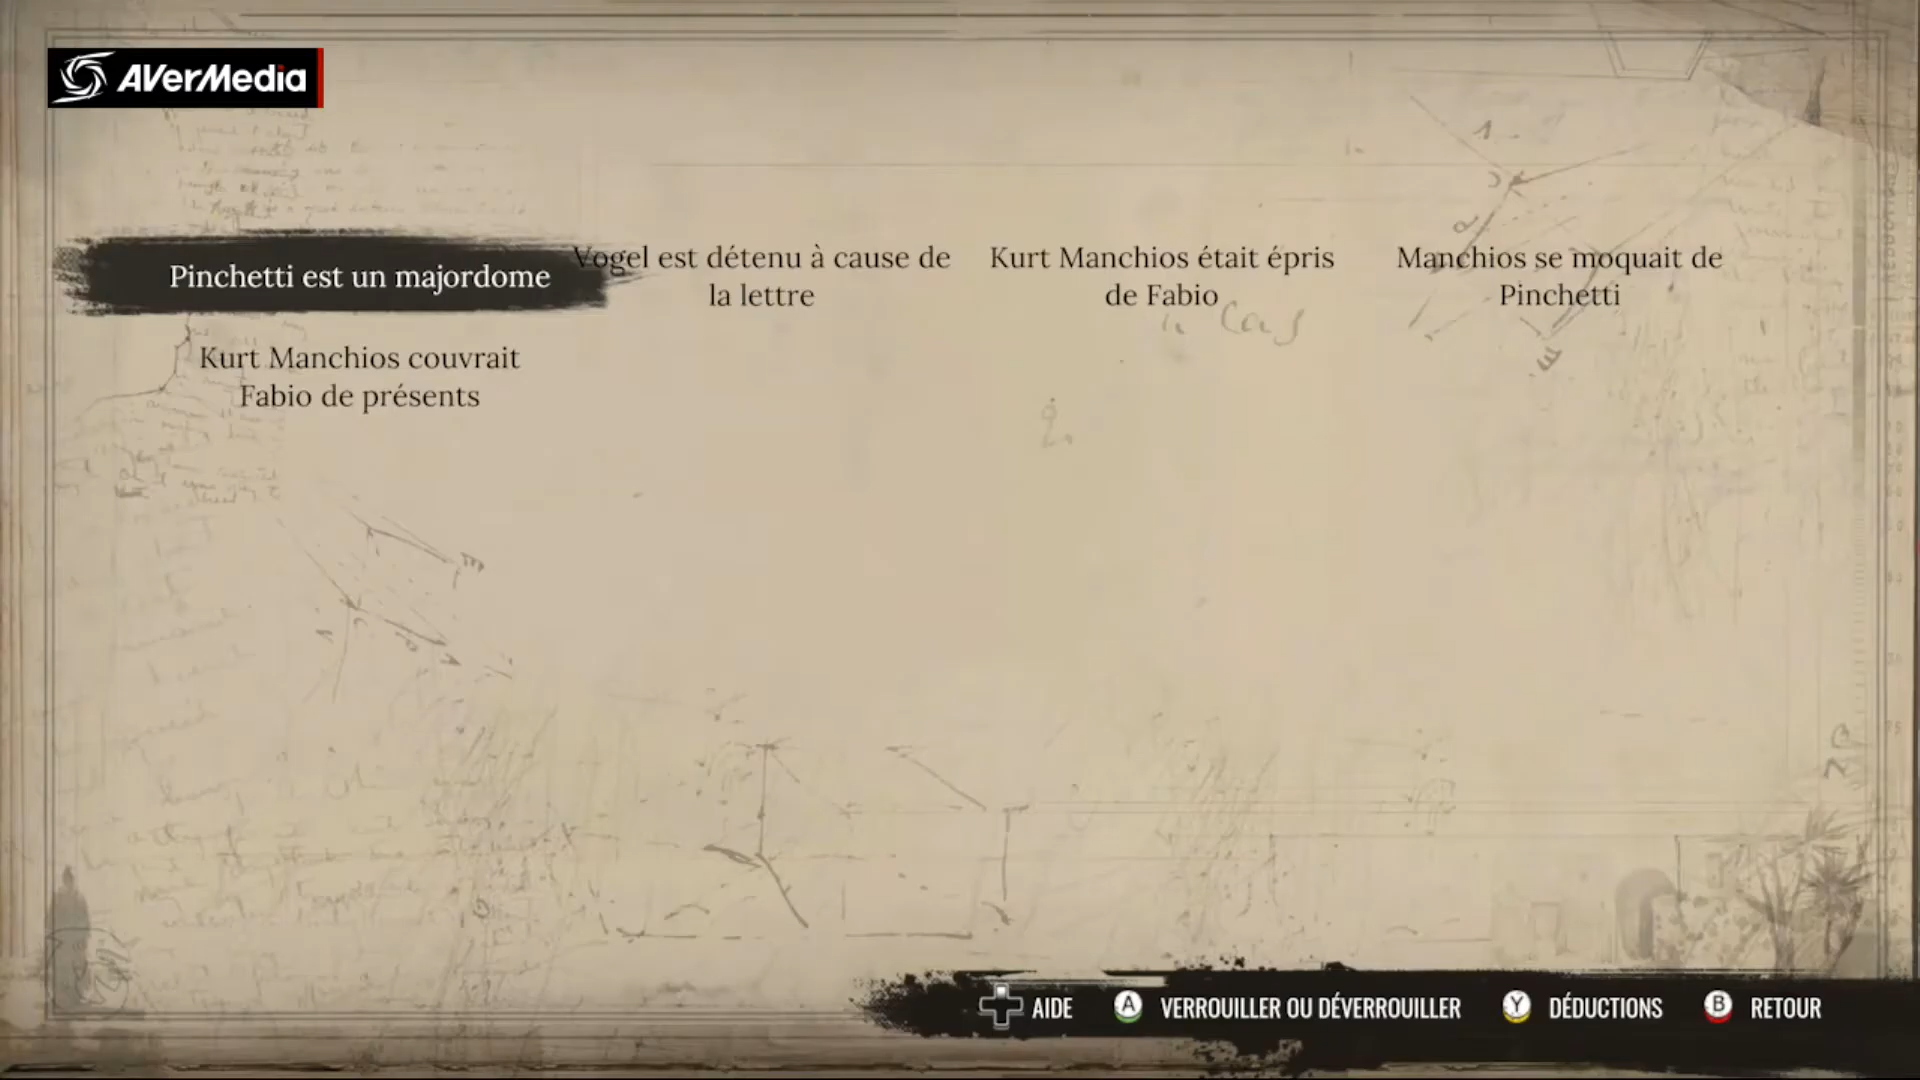 AVerMedia
Pinchetti est un majordome
Vogel est détenu à cause de
la lettre
Kurt Manchios était épris
de Fabio
Manchios se moquait de
Pinchetti
Kurt Manchios couvrait
Fabio de présents
AIDE
A VERROUILLER OU DÉVERROUILLER
Y DÉDUCTIONS
B RETOUR